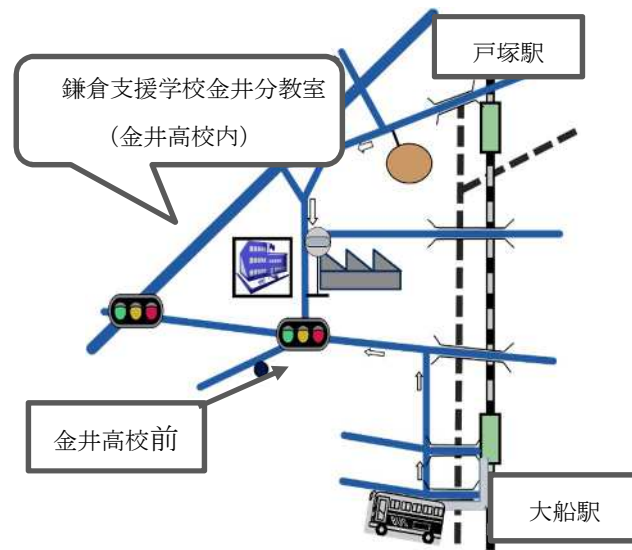 戸塚駅
鎌倉支援学校金井分教室
（金井高校内）
金井高校前
大船駅